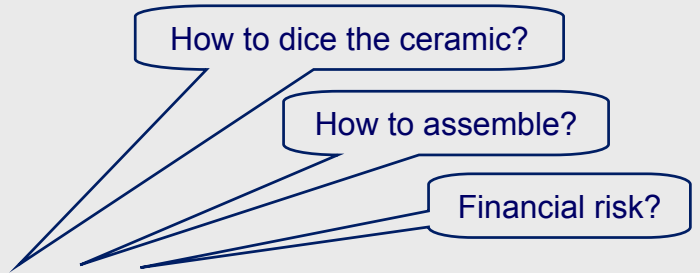 How to dice the ceramic?
How to assemble?
Financial risk?